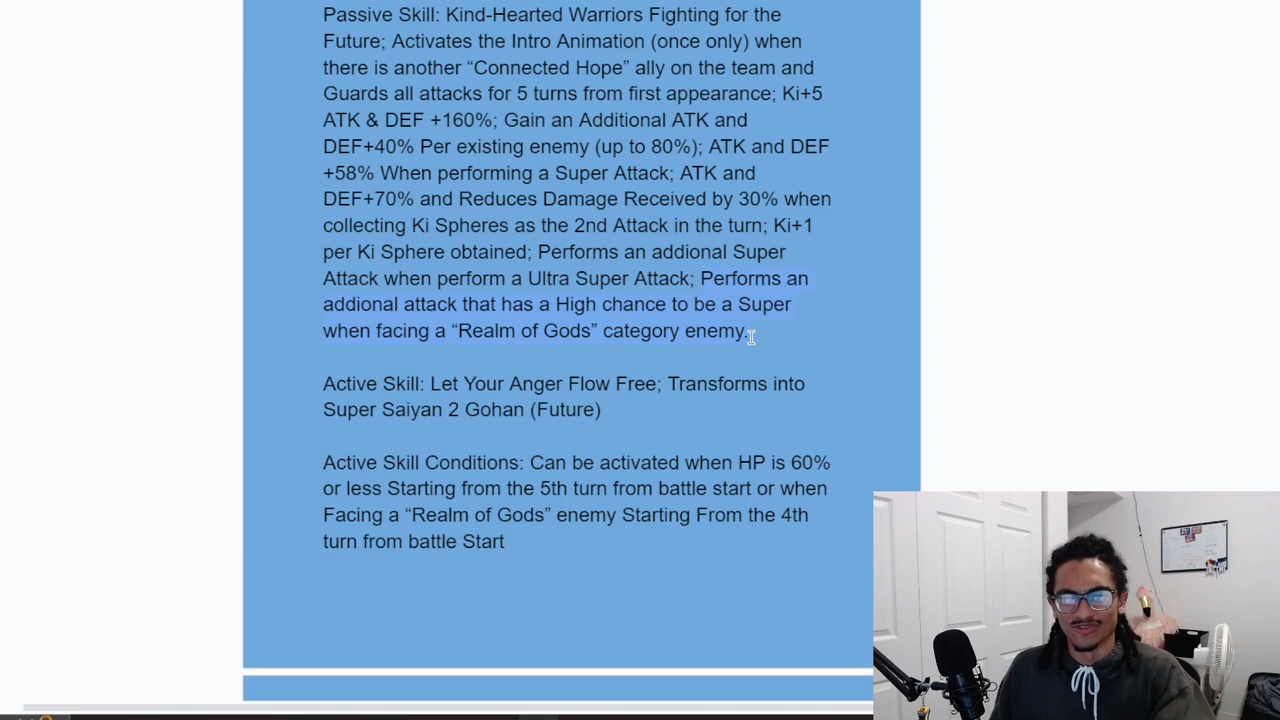 Passive Skill: Kind-Hearted Warriors Fighting for the
Future; Activates the Intro Animation (once only) when
there is another “Connected Hope” ally on the team and
Guards all attacks for 5 turns from first appearance; Ki+5
ATK & DEF +160%; Gain an Additional ATK and
DEF+40% Per existing enemy (up to 80%); ATK and DEF
+58% When performing a Super Attack; ATK and
DEF+70% and Reduces Damage Received by 30% when
collecting Ki Spheres as the 2nd Attack in the turn; Ki+1
per Ki Sphere obtained; Performs an addional Super
Attack when perform a Ultra Super Attack; Performs an
addional attack that has a High chance to be a Super
when facing a “Realm of Gods” category enemy.
Active Skill: Let Your Anger Flow Free; Transforms into
Super Saiyan 2 Gohan (Future)
Active Skill Conditions: Can be activated when HP is 60%
or less Starting from the 5th turn from battle start or when
Facing a “Realm of Gods” enemy Starting From the 4th
turn from battle Start